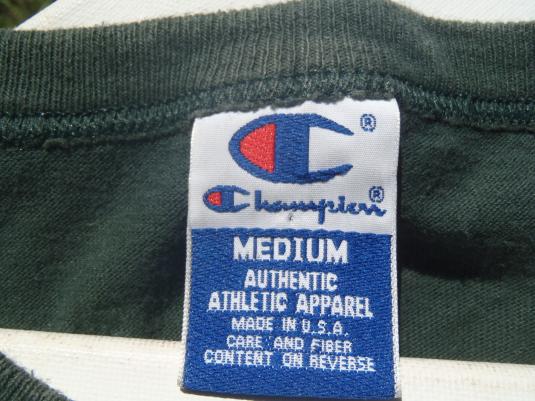 ®
Champion®
MEDIUM
AUTHENTIC
ATHLETIC APPAREL
MADE IN U.S.A.
CARE AND FIBER
CONTENT ON REVERSE